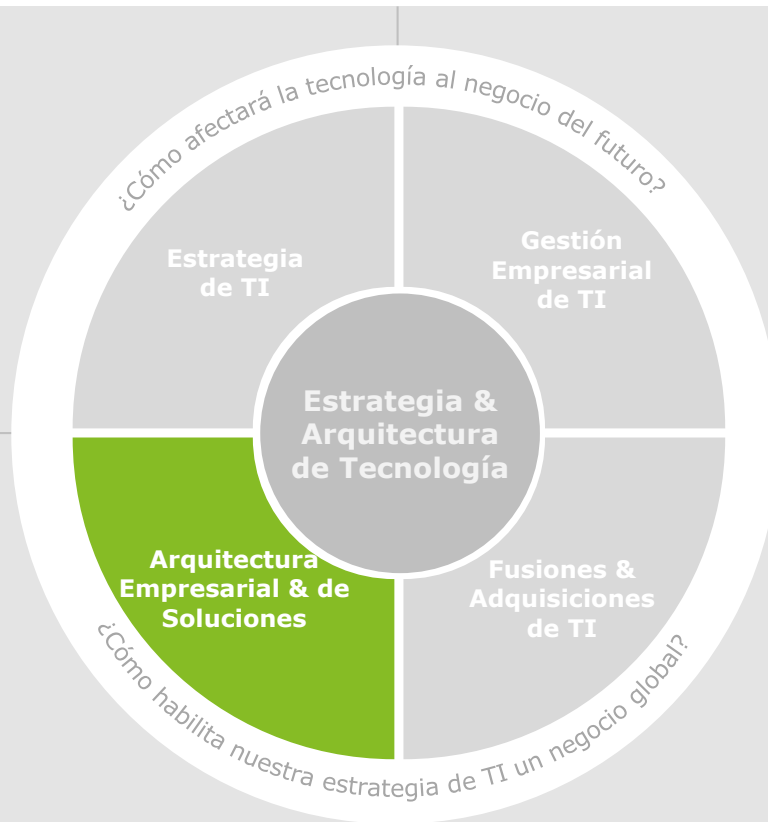 ¿Cómo afectará la tecnología al negocio del futuro?
Estrategia
de TI
Gestión
Empresarial
de TI
Estrategia &
Arquitectura
de Tecnología
Arquitectura
Empresarial & de
Soluciones
Fusiones &
Adquisiciones
de TI
¿Cómo habilita nuestra estrategia de TI un negocio global?